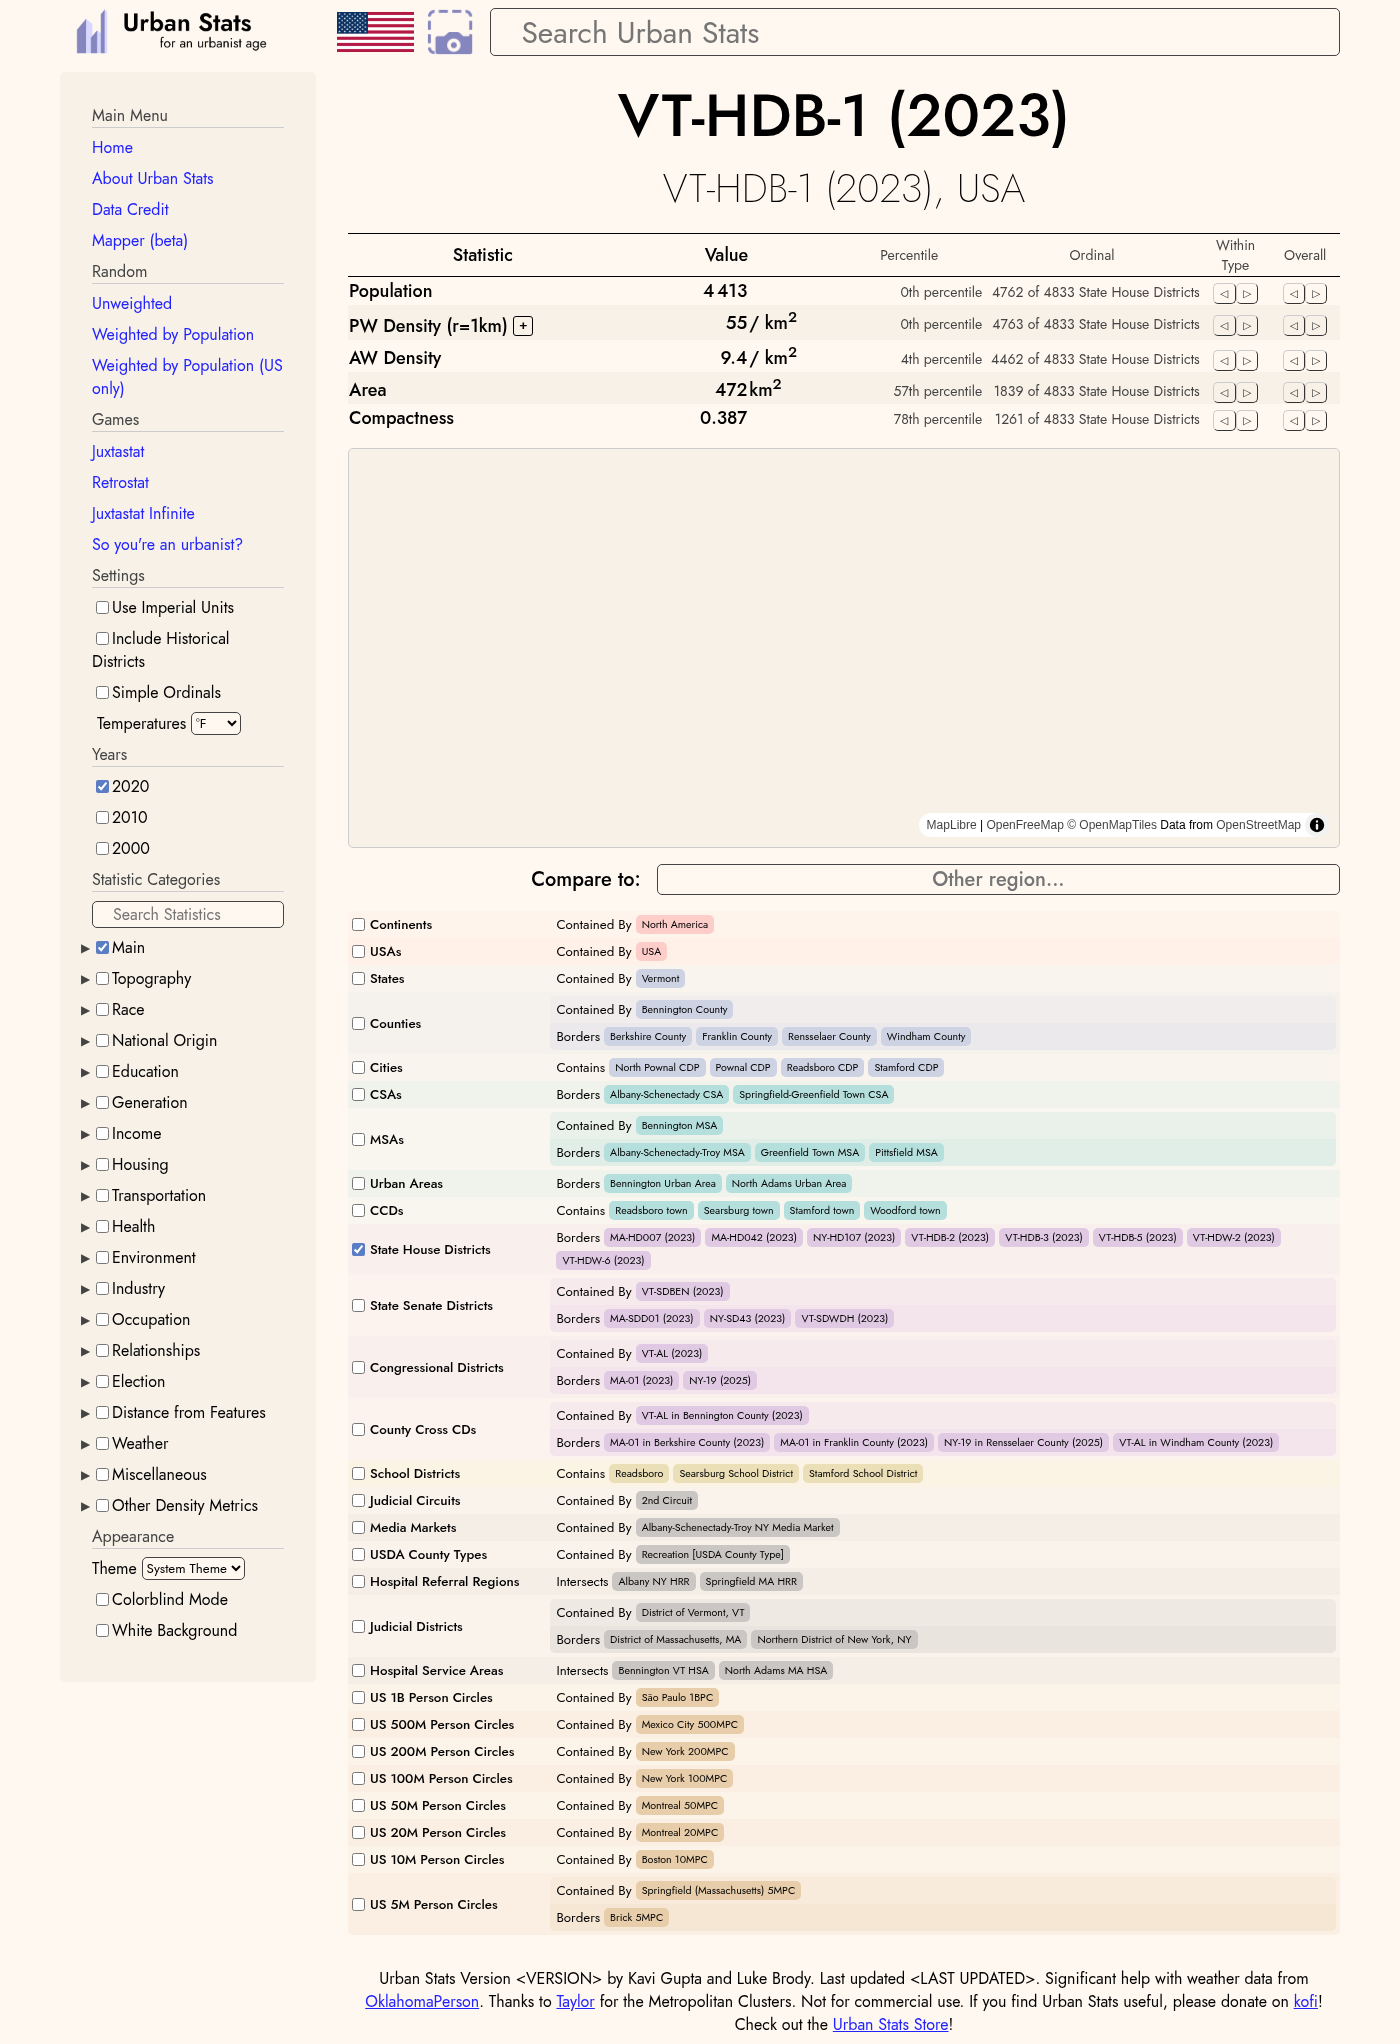 Urban Stats
for an urbanist age
Search Urban Stats
Main Menu
Home
About Urban Stats
Data Credit
Mapper (beta)
Random
Unweighted
Weighted by Population
Weighted by Population (US
only)
Games
Juxtastat
Retrostat
Juxtastat Infinite
So you're an urbanist?
Settings
Use Imperial Units
Include Historical
Districts
Simple Ordinals
Temperatures °F
Years
2020
2010
2000
Statistic Categories
Search Statistics
Main
Topography
Race
National Origin
Education
Generation
Income
Housing
Transportation
Health
Environment
Industry
Occupation
Relationships
Election
Distance from Features
Weather
Miscellaneous
Other Density Metrics
Appearance
Theme System Theme
Colorblind Mode
White Background
VT-HDB-1 (2023)
VT-HDB-1 (2023), USA
Statistic Value Percentile Ordinal Within Type Overall
Population 4 413 0th percentile 4762 of 4833 State House Districts
PW Density (r=1km) + 55 / km² 0th percentile 4763 of 4833 State House Districts
AW Density 9.4 / km² 4th percentile 4462 of 4833 State House Districts
Area 472 km² 57th percentile 1839 of 4833 State House Districts
Compactness 0.387 78th percentile 1261 of 4833 State House Districts
MapLibre | OpenFreeMap © OpenMapTiles Data from OpenStreetMap
Compare to: Other region...
Continents Contained By North America
USAs Contained By USA
States Contained By Vermont
Counties Contained By Bennington County
Borders Berkshire County Franklin County Rensselaer County Windham County
Cities Contains North Pownal CDP Pownal CDP Readsboro CDP Stamford CDP
CSAs Borders Albany-Schenectady CSA Springfield-Greenfield Town CSA
MSAs Contained By Bennington MSA
Borders Albany-Schenectady-Troy MSA Greenfield Town MSA Pittsfield MSA
Urban Areas Borders Bennington Urban Area North Adams Urban Area
CCDs Contains Readsboro town Searsburg town Stamford town Woodford town
State House Districts Borders MA-HD007 (2023) MA-HD042 (2023) NY-HD107 (2023) VT-HDB-2 (2023) VT-HDB-3 (2023) VT-HDB-5 (2023) VT-HDW-2 (2023)
VT-HDW-6 (2023)
State Senate Districts Contained By VT-SDBEN (2023)
Borders MA-SDD01 (2023) NY-SD43 (2023) VT-SDWDH (2023)
Congressional Districts Contained By VT-AL (2023)
Borders MA-01 (2023) NY-19 (2025)
County Cross CDs Contained By VT-AL in Bennington County (2023)
Borders MA-01 in Berkshire County (2023) MA-01 in Franklin County (2023) NY-19 in Rensselaer County (2025) VT-AL in Windham County (2023)
School Districts Contains Readsboro Searsburg School District Stamford School District
Judicial Circuits Contained By 2nd Circuit
Media Markets Contained By Albany-Schenectady-Troy NY Media Market
USDA County Types Contained By Recreation [USDA County Type]
Hospital Referral Regions Intersects Albany NY HRR Springfield MA HRR
Judicial Districts Contained By District of Vermont, VT
Borders District of Massachusetts, MA Northern District of New York, NY
Hospital Service Areas Intersects Bennington VT HSA North Adams MA HSA
US 1B Person Circles Contained By São Paulo 1BPC
US 500M Person Circles Contained By Mexico City 500MPC
US 200M Person Circles Contained By New York 200MPC
US 100M Person Circles Contained By New York 100MPC
US 50M Person Circles Contained By Montreal 50MPC
US 20M Person Circles Contained By Montreal 20MPC
US 10M Person Circles Contained By Boston 10MPC
US 5M Person Circles Contained By Springfield (Massachusetts) 5MPC
Borders Brick 5MPC
Urban Stats Version <VERSION> by Kavi Gupta and Luke Brody. Last updated <LAST UPDATED>. Significant help with weather data from
OklahomaPerson. Thanks to Taylor for the Metropolitan Clusters. Not for commercial use. If you find Urban Stats useful, please donate on kofi!
Check out the Urban Stats Store!